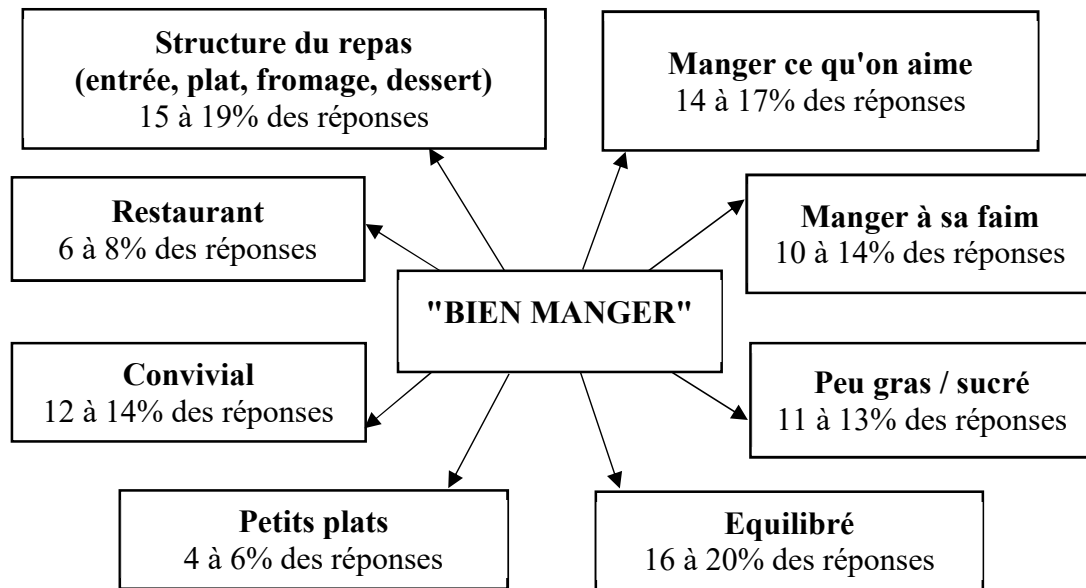 Structure du repas
(entrée, plat, fromage, dessert)
15 à 19% des réponses
Manger ce qu'on aime
14 à 17% des réponses
Restaurant
6 à 8% des réponses
Manger à sa faim
10 à 14% des réponses
"BIEN MANGER"
Convivial
12 à 14% des réponses
Peu gras / sucré
11 à 13% des réponses
Petits plats
4 à 6% des réponses
Equilibré
16 à 20% des réponses